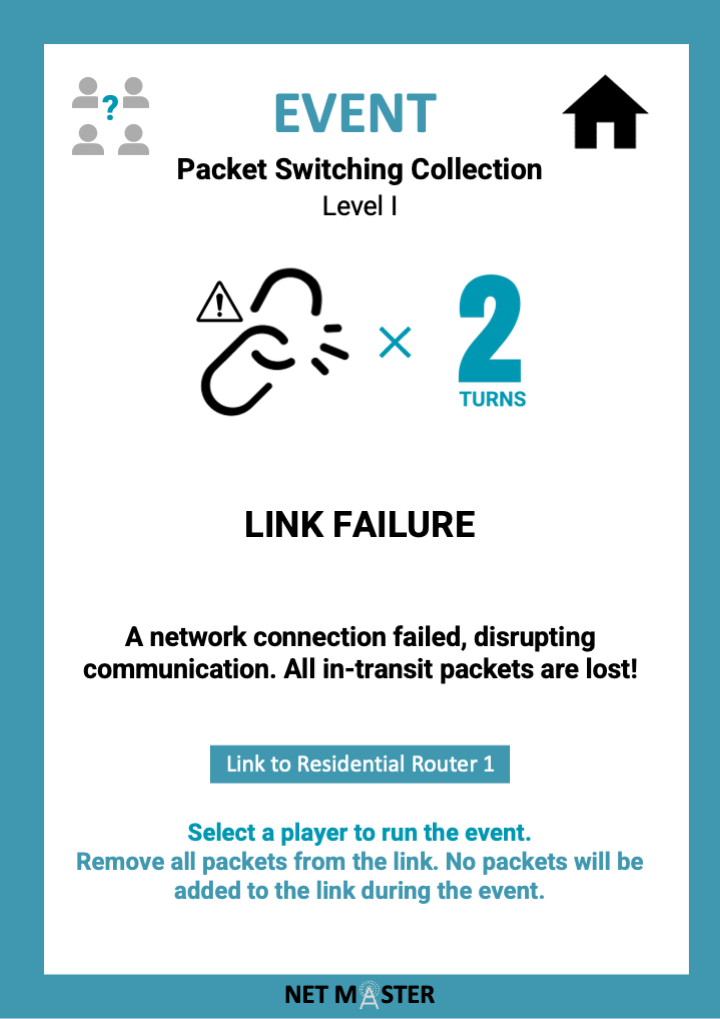 ?
EVENT
Packet Switching Collection
Level I
!
× 2
TURNS
LINK FAILURE
A network connection failed, disrupting
communication. All in-transit packets are lost!
Link to Residential Router 1
Select a player to run the event.
Remove all packets from the link. No packets will be
added to the link during the event.
NET MASTER